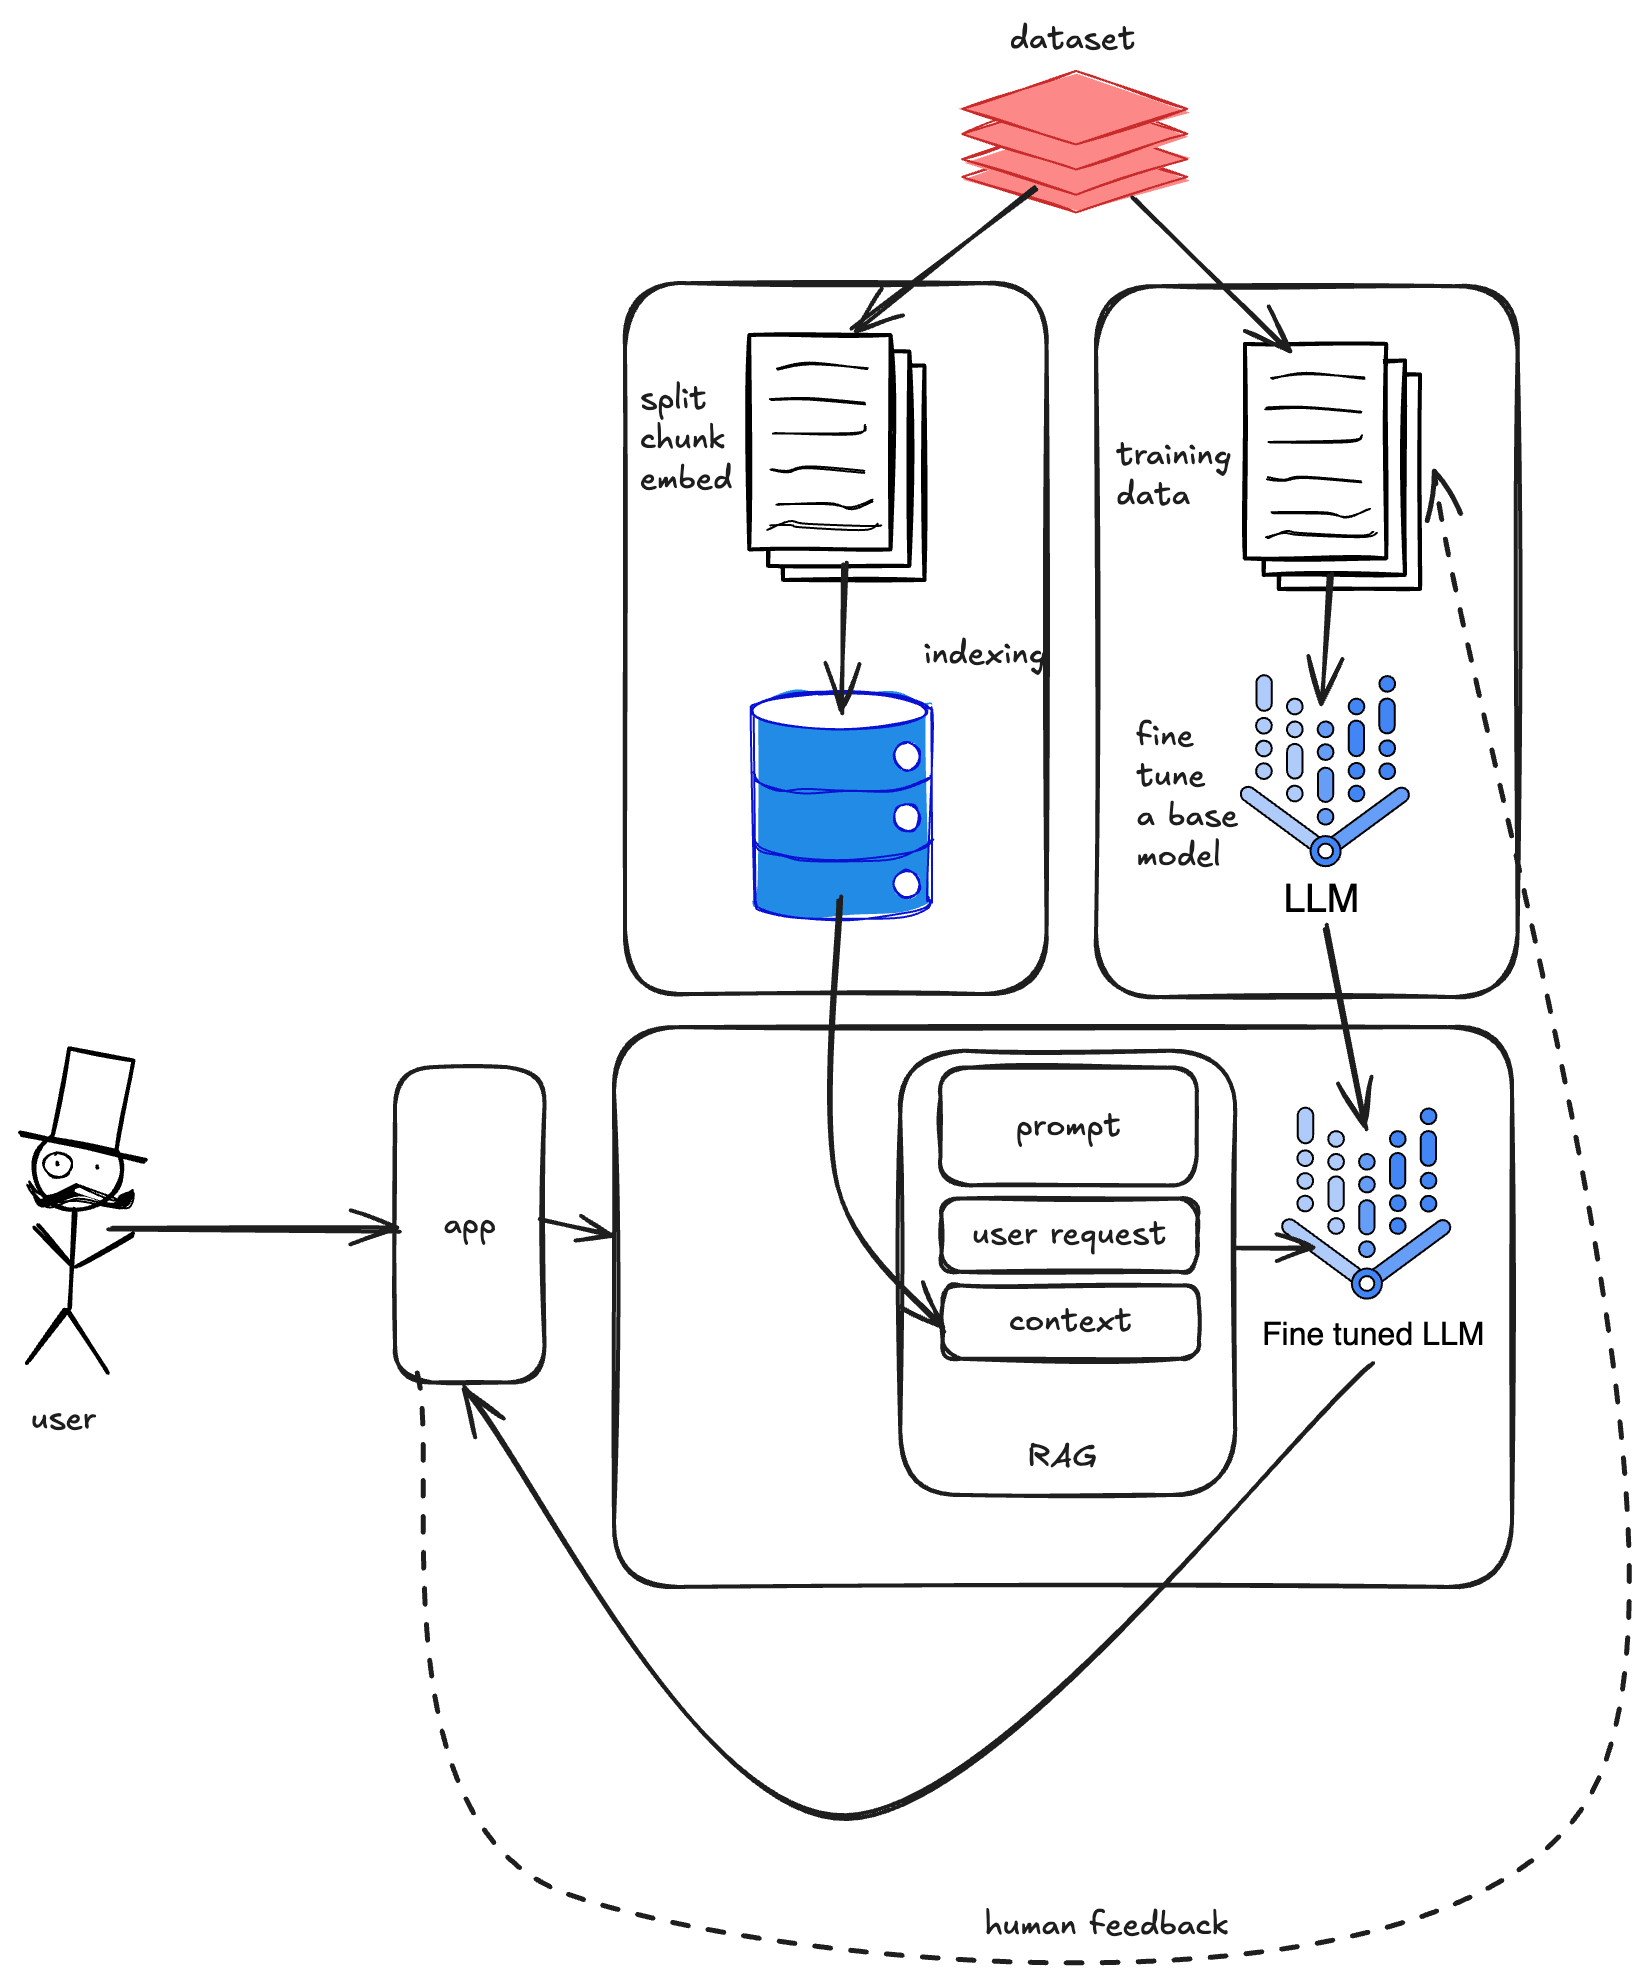 dataset
split
chunk
embed
training
data
indexing
fine
tune
a base
model
LLM
prompt
user request
context
RAG
app
Fine tuned LLM
user
human feedback